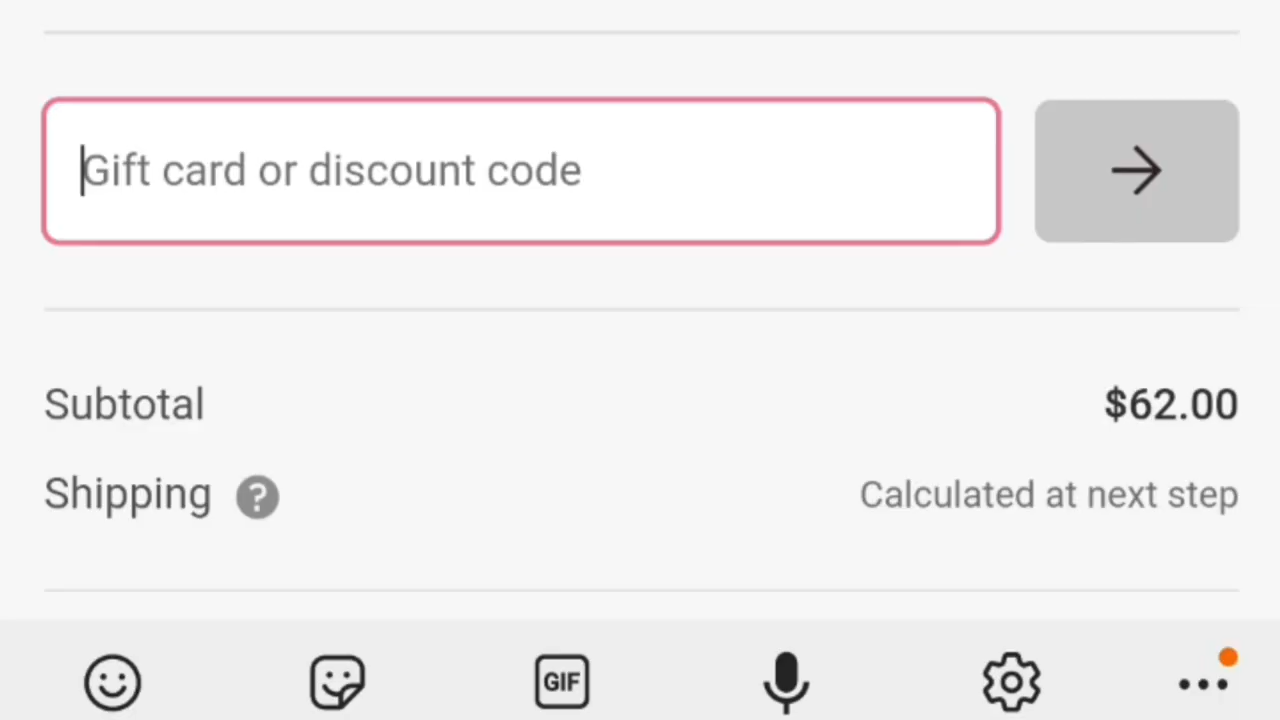 Gift card or discount code
Subtotal $62.00
Shipping ? Calculated at next step
GIF